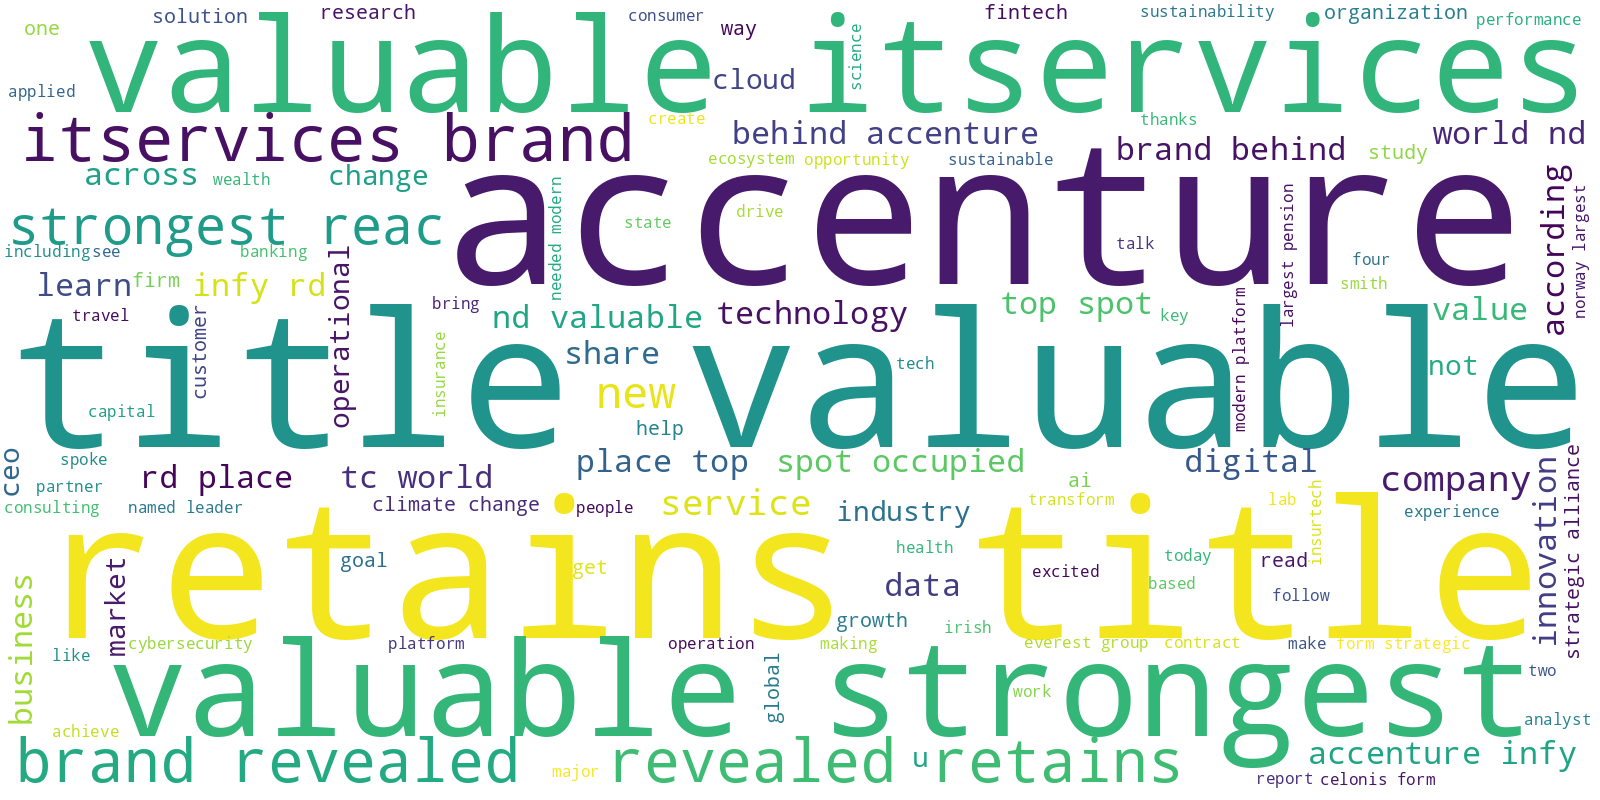 one solution research consumer way fintech sustainability organization performance
valuable itservices
applied cloud science
itservices brand create behind accenture thanks brand behind world nd
across wealth change ecosystem opportunity sustainable study
accenture
strongest reac needed modern state drive largest pension talk according norway largest
includingsee banking four
learn firm infy rd operational smith
travel customer bring nd valuable technology top spot key value
title valuable
insurance share tech modern platform not
capital new
help
ceo spoke rd place tc world place top spot occupied digital company
partner ai innovation strategic alliance
consulting named leader climate change people service industry transform lab insurtech experience
retains title
goal get health today read
business market data excited based follow
growth irish
like cybersecurity platform operation making everest group contract make form strategic
valuable strongest
global work two
achieve analyst
brand revealed major revealed u retains accenture infy
report celonis form